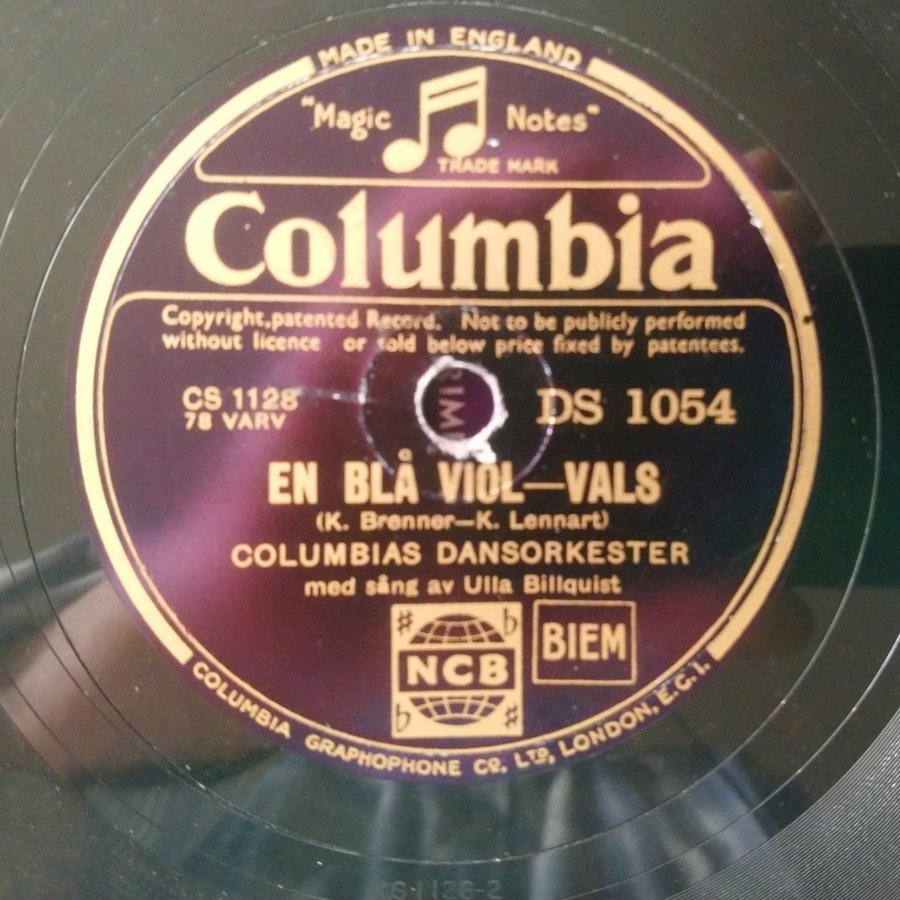 MADE IN ENGLAND
"Magic Notes"
TRADE MARK
Columbia
Copyright, patented Record. Not to be publicly performed
without licence or sold below price fixed by patentees.
CS 1128
78 VARV
DS 1054
EN BLÅ VIOL—VALS
(K. Brenner—K. Lennart)
COLUMBIAS DANSORKESTER
med sång av Ulla Billquist
NCB
BIEM
COLUMBIA GRAPHOPHONE CO. LTD, LONDON, E.C.1.